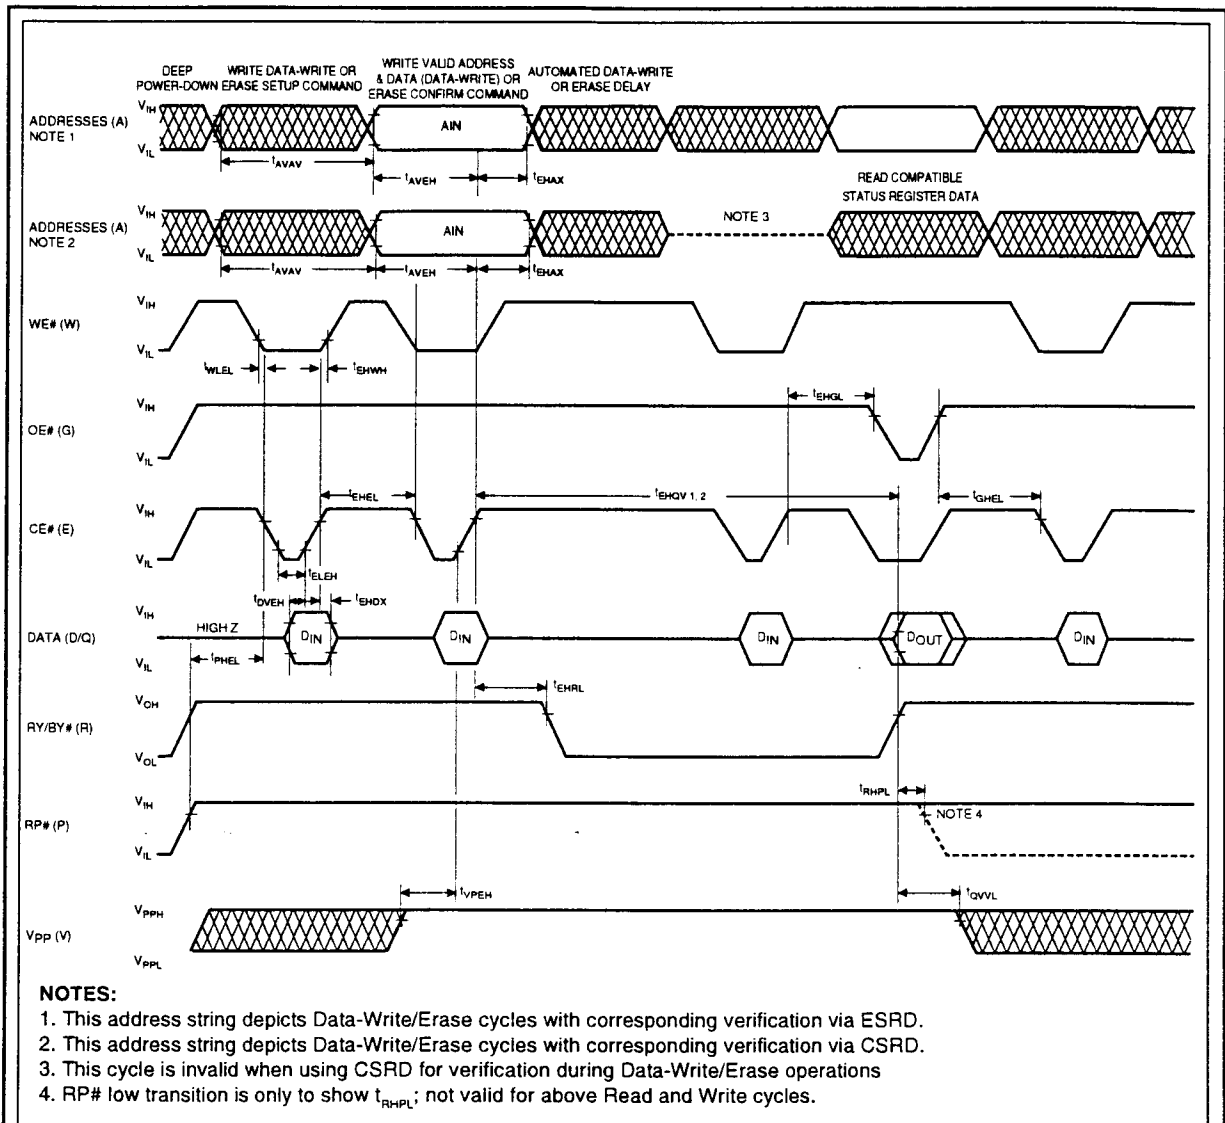 DEEP POWER-DOWN
WRITE DATA-WRITE OR ERASE SETUP COMMAND
WRITE VALID ADDRESS & DATA (DATA-WRITE) OR ERASE CONFIRM COMMAND
AUTOMATED DATA-WRITE OR ERASE DELAY
ADDRESSES (A)
NOTE 1
VIH
VIL
AIN
tAVAV
tAVEH
tEHAX
READ COMPATIBLE
STATUS REGISTER DATA
ADDRESSES (A)
NOTE 2
VIH
VIL
AIN
NOTE 3
tAVAV
tAVEH
tEHAX
WE# (W)
VIH
VIL
tWLEL
tEHWH
OE# (G)
VIH
VIL
tEHGL
tEHEL
tEHQV 1, 2
tGHEL
CE# (E)
VIH
VIL
tELEH
tDVEH
tEHDX
DATA (D/Q)
VIH
VIL
HIGH Z
DIN
DIN
DIN
DOUT
DIN
tPHEL
tEHRL
RY/BY# (R)
VOH
VOL
tRHPL
RP# (P)
VIH
VIL
NOTE 4
tVPEH
tQVVL
VPP (V)
VPPH
VPPL
NOTES:
1. This address string depicts Data-Write/Erase cycles with corresponding verification via ESRD.
2. This address string depicts Data-Write/Erase cycles with corresponding verification via CSRD.
3. This cycle is invalid when using CSRD for verification during Data-Write/Erase operations
4. RP# low transition is only to show tRHPL; not valid for above Read and Write cycles.